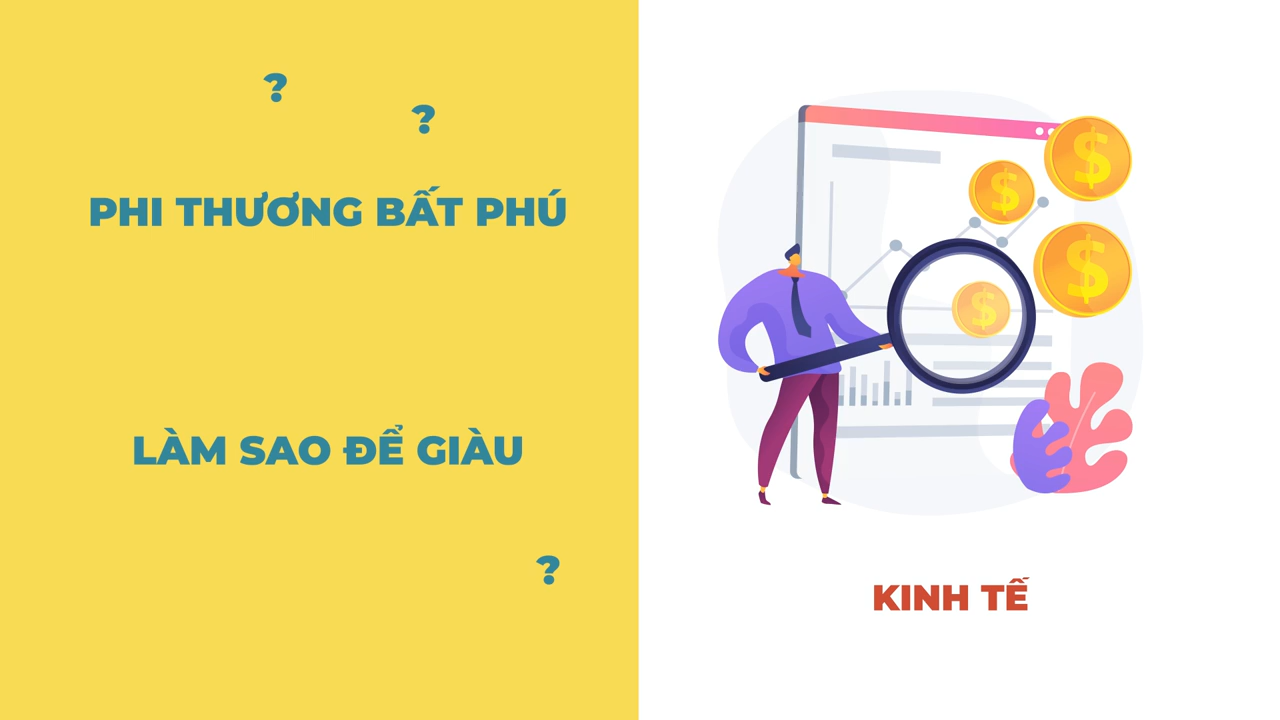 ?
?
PHI THƯƠNG BẤT PHÚ
LÀM SAO ĐỂ GIÀU
?
$
$
$
$
KINH TẾ